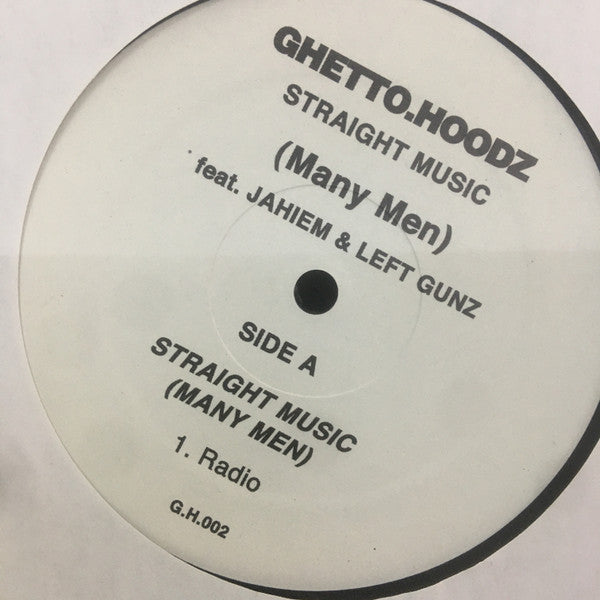 GHETTO.HOODZ
STRAIGHT MUSIC
(Many Men)
feat. JAHIEM & LEFT GUNZ
SIDE A
STRAIGHT MUSIC
(MANY MEN)
1. Radio
G.H.002